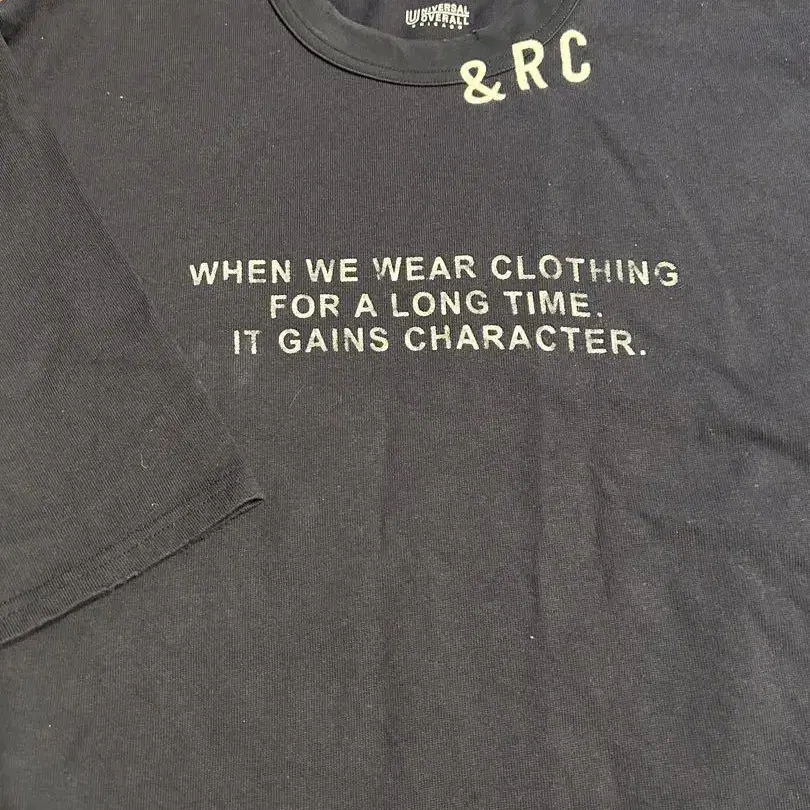 UNIVERSAL
OVERALL
CHICAGO
&RC
WHEN WE WEAR CLOTHING
FOR A LONG TIME.
IT GAINS CHARACTER.